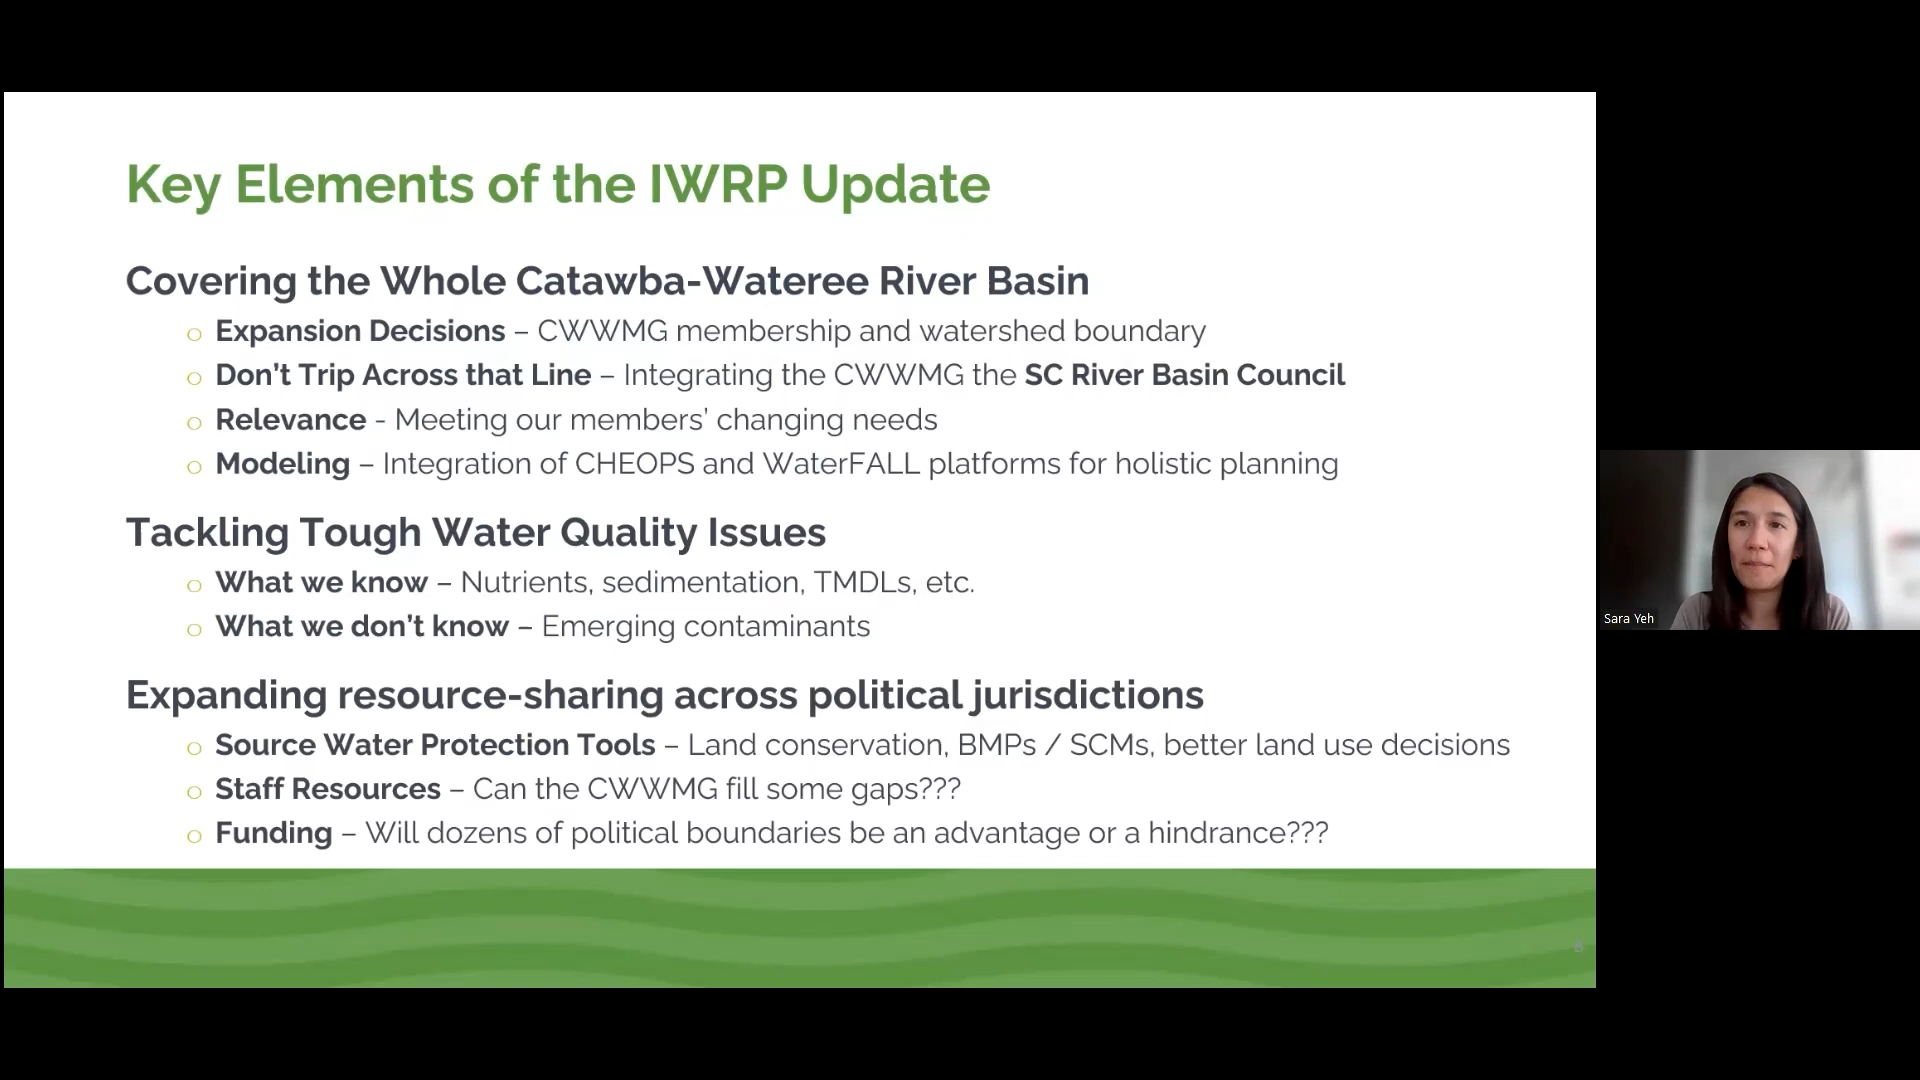 Key Elements of the IWRP Update
Covering the Whole Catawba-Wateree River Basin
o Expansion Decisions – CWWMG membership and watershed boundary
o Don't Trip Across that Line – Integrating the CWWMG the SC River Basin Council
o Relevance - Meeting our members' changing needs
o Modeling – Integration of CHEOPS and WaterFALL platforms for holistic planning
Tackling Tough Water Quality Issues
o What we know – Nutrients, sedimentation, TMDLs, etc.
o What we don't know – Emerging contaminants
Expanding resource-sharing across political jurisdictions
o Source Water Protection Tools – Land conservation, BMPs / SCMs, better land use decisions
o Staff Resources – Can the CWWMG fill some gaps???
o Funding – Will dozens of political boundaries be an advantage or a hindrance???
Sara Yeh